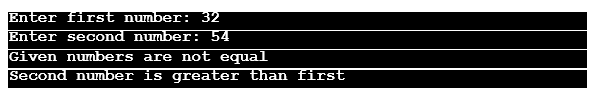 Enter first number: 32
Enter second number: 54
Given numbers are not equal
Second number is greater than first